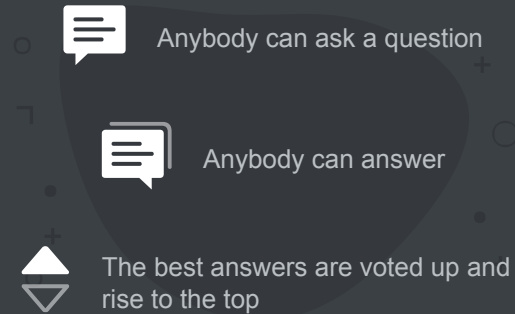 Anybody can ask a question
Anybody can answer
The best answers are voted up and
rise to the top